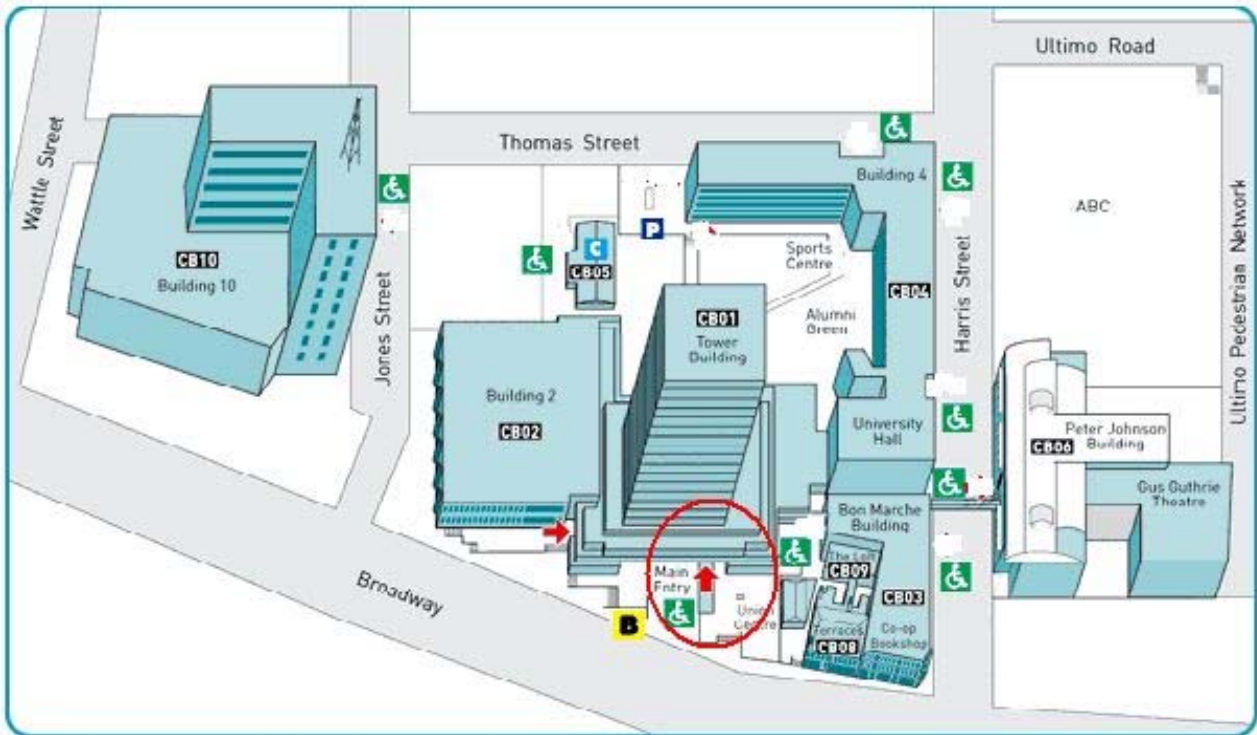 Ultimo Road
Wattle Street
Thomas Street
Building 4
ABC
Ultimo Pedestrian Network
P
C
CB05
Sports
Centre
CB10
Building 10
Jones Street
Harris Street
CB04
CB01
Tower
Building
Alumni
Green
Building 2
CB02
University
Hall
Peter Johnson
Building
CB06
Gus Guthrie
Theatre
Bon Marche
Building
The Loft
CB09
Main
Entry
Union
Centre
CB03
Terraces
CB08
Co-op
Bookshop
Broadway
B